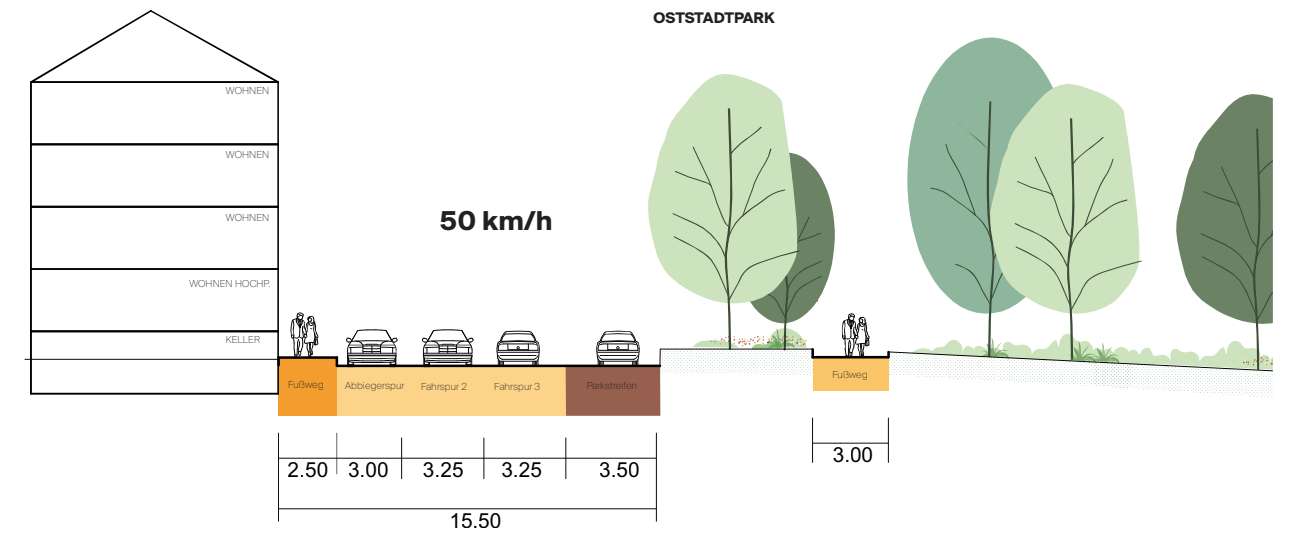 OSTSTADTPARK
WOHNEN
WOHNEN
WOHNEN
50 km/h
WOHNEN HOCHP.
KELLER
Fußweg
Abbiegerspur
Fahrspur 2
Fahrspur 3
Parkstreifen
Fußweg
2.50
3.00
3.25
3.25
3.50
3.00
15.50